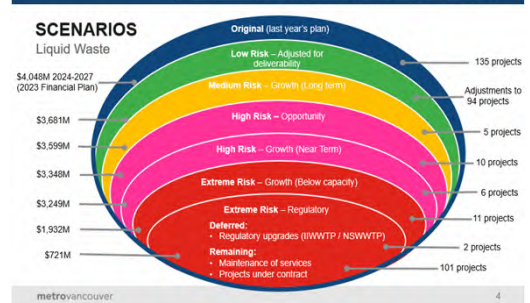 SCENARIOS
Liquid Waste
Original (last year's plan)
Low Risk – Adjusted for
deliverability
Medium Risk – Growth (Long term)
High Risk – Opportunity
High Risk – Growth (Near Term)
Extreme Risk – Growth (Below capacity)
Extreme Risk – Regulatory
Deferred:
• Regulatory upgrades (IIWWTP / NSWWTP)
Remaining:
• Maintenance of services
• Projects under contract
$4,048M 2024-2027
(2023 Financial Plan)
$3,681M
$3,599M
$3,348M
$3,249M
$1,932M
$721M
135 projects
Adjustments to
94 projects
5 projects
10 projects
6 projects
11 projects
2 projects
101 projects
metrovancouver
4